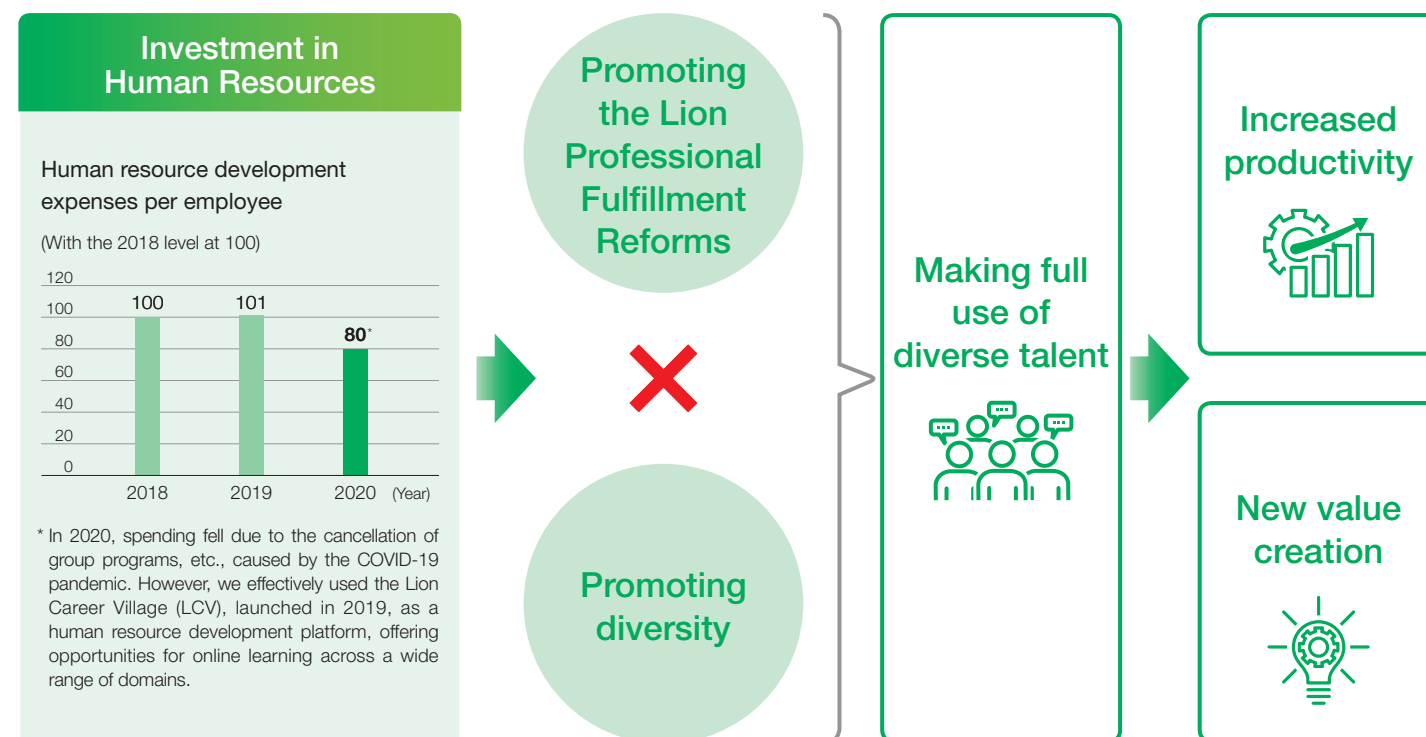 Investment in
Human Resources
Human resource development
expenses per employee
(With the 2018 level at 100)
120
100
80
60
40
20
0
100
101
80*
2018
2019
2020
(Year)
* In 2020, spending fell due to the cancellation of
group programs, etc., caused by the COVID-19
pandemic. However, we effectively used the Lion
Career Village (LCV), launched in 2019, as a
human resource development platform, offering
opportunities for online learning across a wide
range of domains.
Promoting
the Lion
Professional
Fulfillment
Reforms
Promoting
diversity
Making full
use of
diverse talent
Increased
productivity
New value
creation